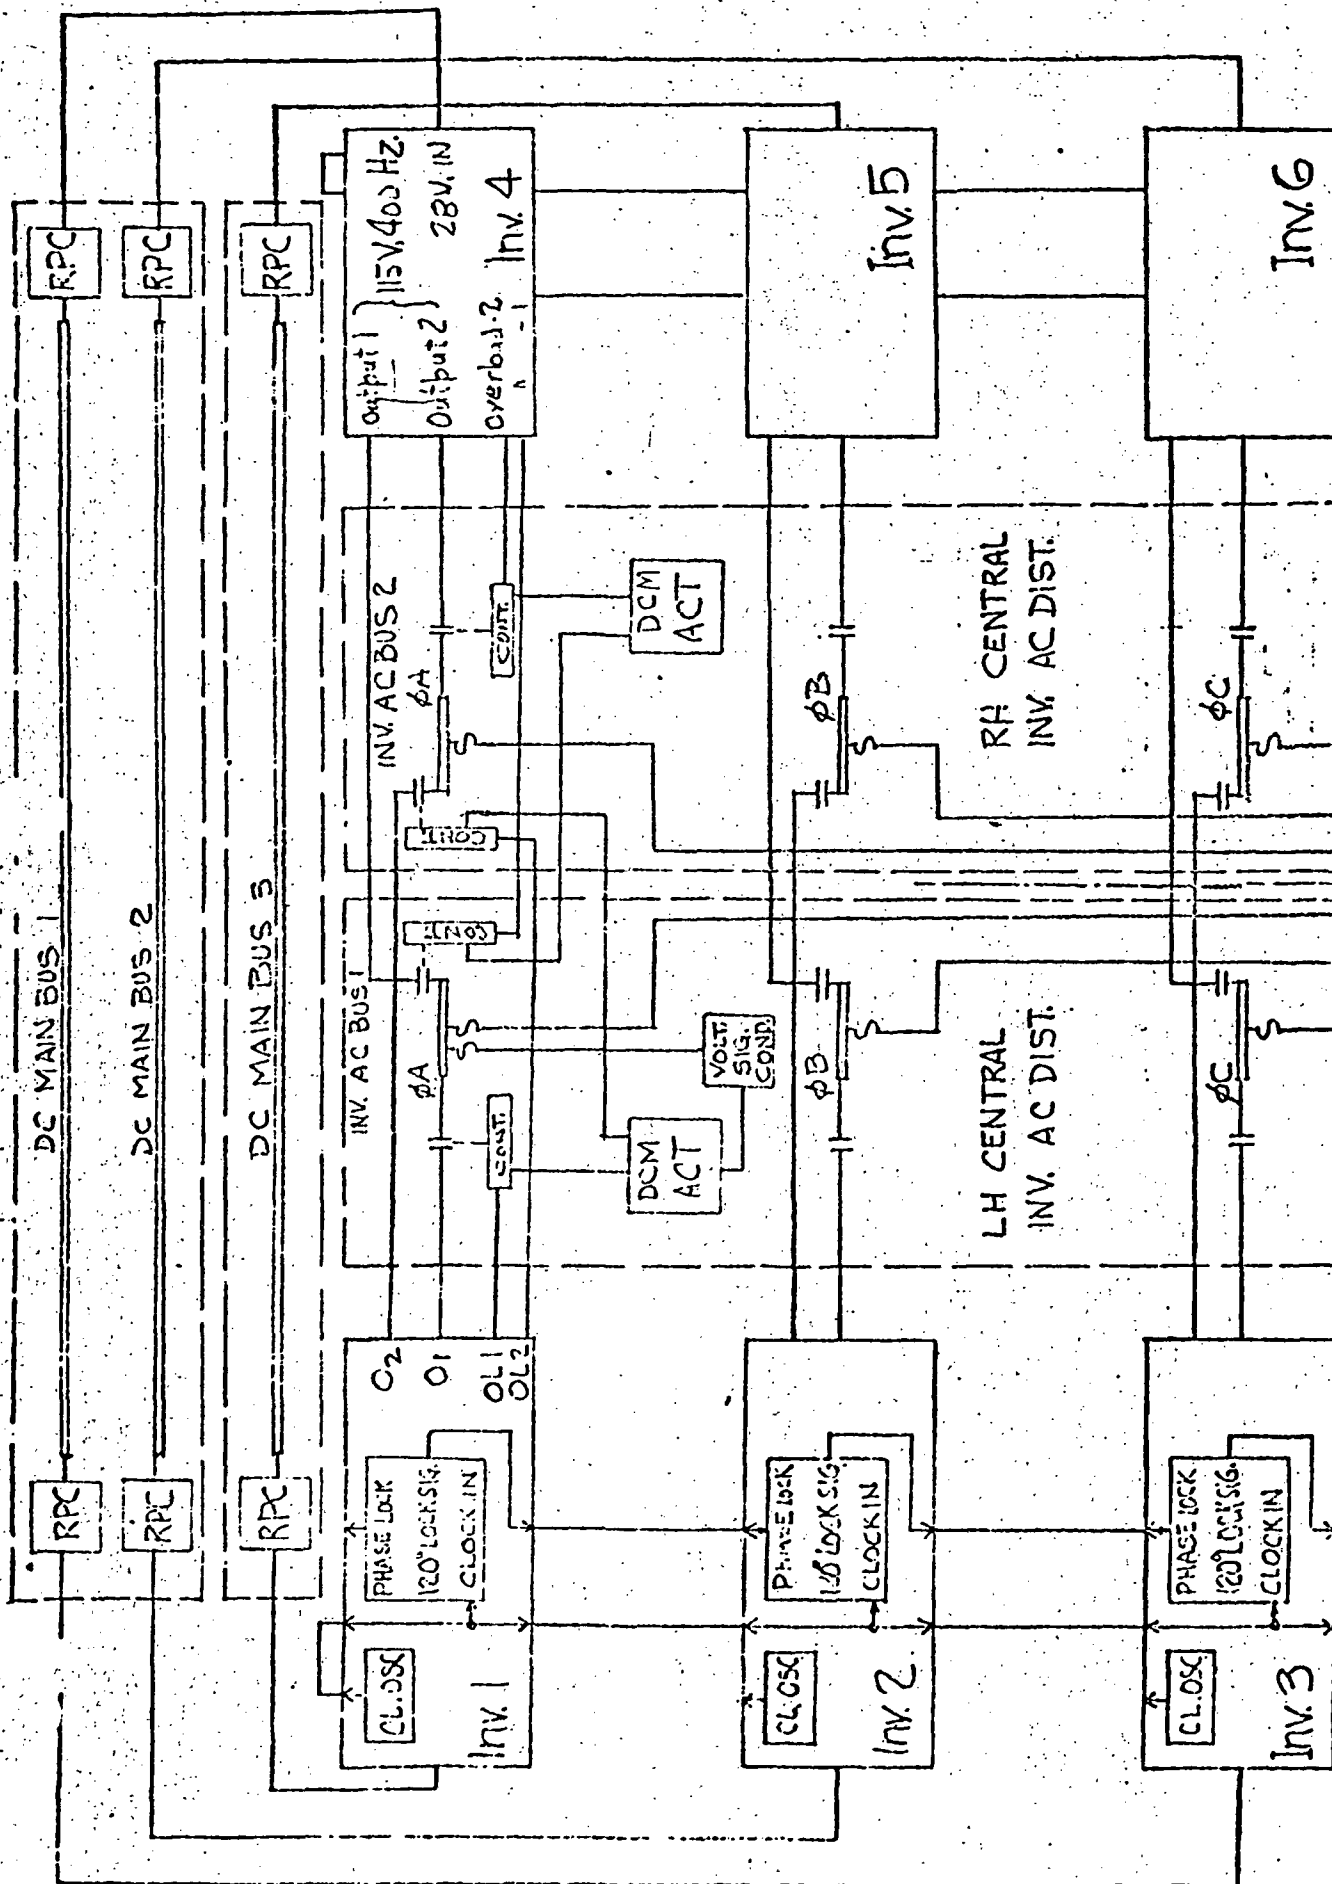 DC MAIN BUS 1
RPC
RPC
DC MAIN BUS 2
RPC
RPC
DC MAIN BUS 3
RPC
RPC
CL.OSC
PHASE LOCK
120° LOCK SIG.
CLOCK IN
Inv. 1
O2
O1
OL1
OL2
INV. AC BUS 1
ØA
CONT.
CONT
DCM
ACT
VOLT
SIG.
COND.
INV. AC BUS 2
ØA
CONT
CONT.
DCM
ACT
Output 1
Output 2
115V, 400 Hz.
28V. IN
Overload-2
" -1
Inv. 4
CL.OSC
PHASE LOCK
120° LOCK SIG.
CLOCK IN
Inv. 2
ØB
ØB
Inv. 5
LH CENTRAL
INV. AC DIST.
RH CENTRAL
INV. AC DIST.
CL.OSC
PHASE LOCK
120° LOCK SIG.
CLOCK IN
Inv. 3
ØC
ØC
Inv. 6